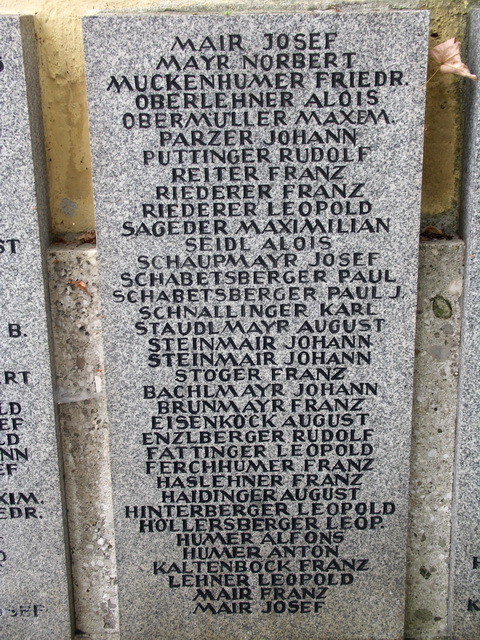 MAIR JOSEF
MAYR NORBERT
MUCKENHUMER FRIEDR.
OBERLEHNER ALOIS
OBERMULLER MAXIM.
PARZER JOHANN
PUTTINGER RUDOLF
REITER FRANZ
RIEDERER FRANZ
RIEDERER LEOPOLD
SAGEDER MAXIMILIAN
SEIDL ALOIS
SCHAUPMAYR JOSEF
SCHABETSBERGER PAUL
SCHABETSBERGER PAUL J.
SCHNALLINGER KARL
STAUDLMAYR AUGUST
STEINMAIR JOHANN
STEINMAIR JOHANN
STÖGER FRANZ
BACHLMAYR JOHANN
BRUNMAYR FRANZ
EISENKÖCK AUGUST
ENZLBERGER RUDOLF
FATTINGER LEOPOLD
FERCHHUMER FRANZ
HASLEHNER FRANZ
HAIDINGER AUGUST
HINTERBERGER LEOPOLD
HOLLERSBERGER LEOP.
HUMER ALFONS
HUMER ANTON
KALTENBÖCK FRANZ
LEHNER LEOPOLD
MAIR FRANZ
MAIR JOSEF